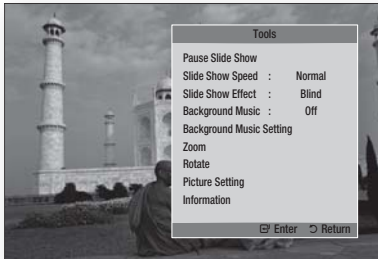 Tools
Pause Slide Show
Slide Show Speed : Normal
Slide Show Effect : Blind
Background Music : Off
Background Music Setting
Zoom
Rotate
Picture Setting
Information
Enter Return